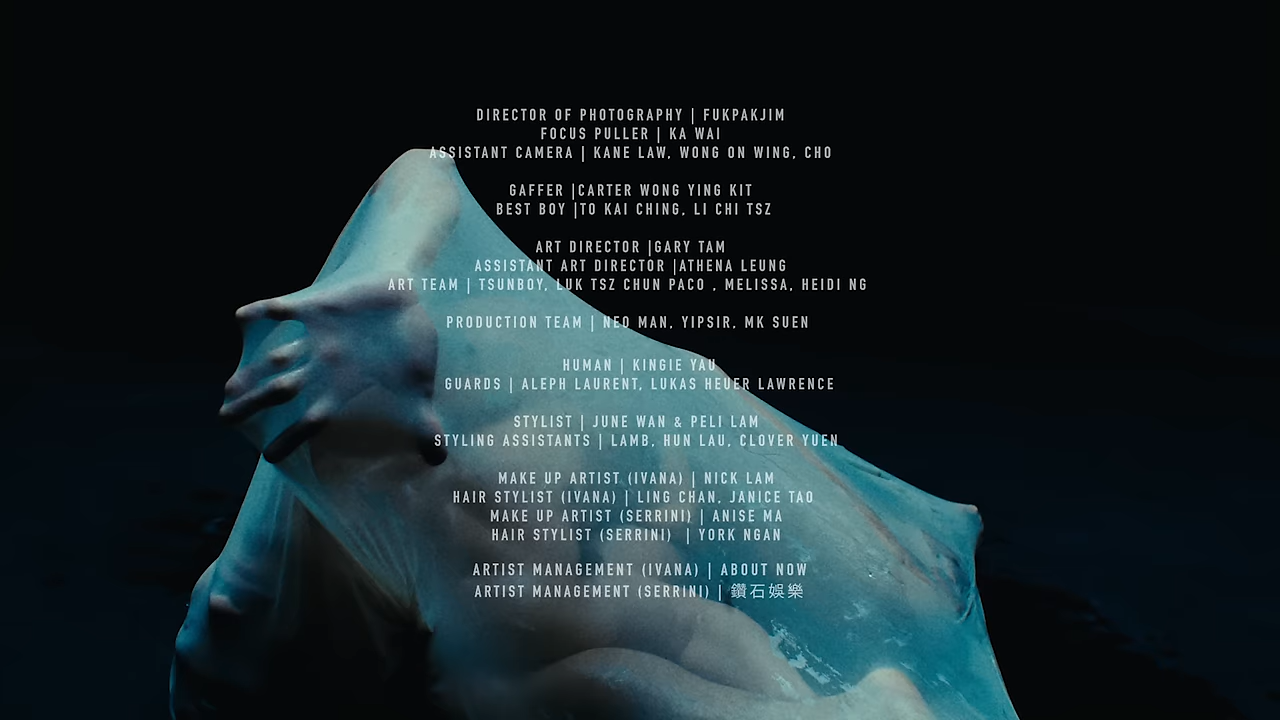 DIRECTOR OF PHOTOGRAPHY | FUKPAKJIM
FOCUS PULLER | KA WAI
ASSISTANT CAMERA | KANE LAW, WONG ON WING, CHO
GAFFER |CARTER WONG YING KIT
BEST BOY |TO KAI CHING, LI CHI TSZ
ART DIRECTOR |GARY TAM
ASSISTANT ART DIRECTOR |ATHENA LEUNG
ART TEAM | TSUNBOY, LUK TSZ CHUN PACO , MELISSA, HEIDI NG
PRODUCTION TEAM | NEO MAN, YIPSIR, MK SUEN
HUMAN | KINGIE YAU
GUARDS | ALEPH LAURENT, LUKAS HEUER LAWRENCE
STYLIST | JUNE WAN & PELI LAM
STYLING ASSISTANTS | LAMB, HUN LAU, CLOVER YUEN
MAKE UP ARTIST (IVANA) | NICK LAM
HAIR STYLIST (IVANA) | LING CHAN, JANICE TAO
MAKE UP ARTIST (SERRINI) | ANISE MA
HAIR STYLIST (SERRINI) | YORK NGAN
ARTIST MANAGEMENT (IVANA) | ABOUT NOW
ARTIST MANAGEMENT (SERRINI) | 鑽石娛樂